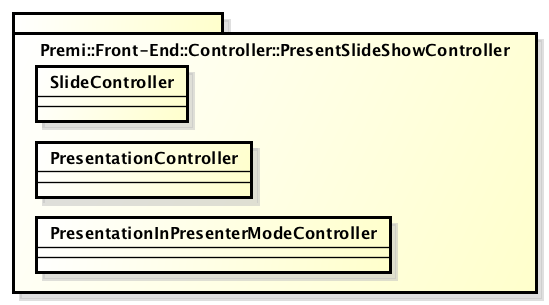 Premi::Front-End::Controller::PresentSlideShowController
SlideController
PresentationController
PresentationInPresenterModeController